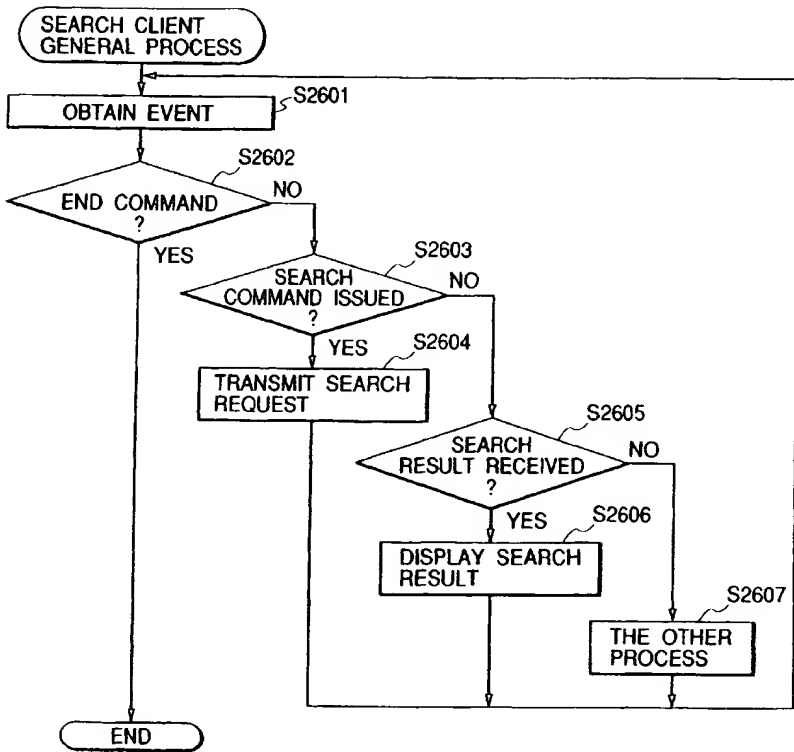 SEARCH CLIENT
GENERAL PROCESS
S2601
OBTAIN EVENT
S2602
END COMMAND
?
NO
YES
S2603
SEARCH
COMMAND ISSUED
?
NO
YES
S2604
TRANSMIT SEARCH
REQUEST
S2605
SEARCH
RESULT RECEIVED
?
NO
YES
S2606
DISPLAY SEARCH
RESULT
S2607
THE OTHER
PROCESS
END